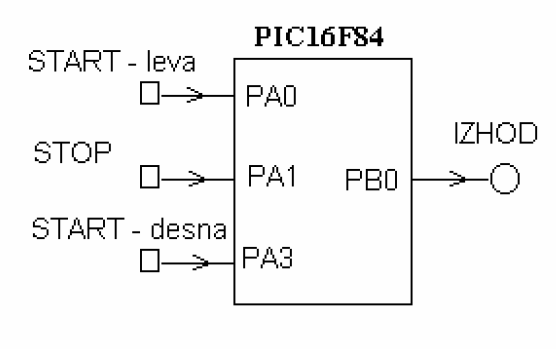 PIC16F84
START - leva
PA0
IZHOD
STOP
PA1
PB0
START - desna
PA3